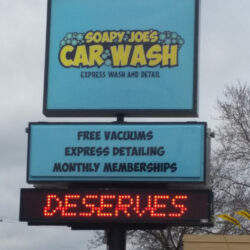 SOAPY JOE'S
CAR WASH
EXPRESS WASH AND DETAIL
FREE VACUUMS
EXPRESS DETAILING
MONTHLY MEMBERSHIPS
DESERVES